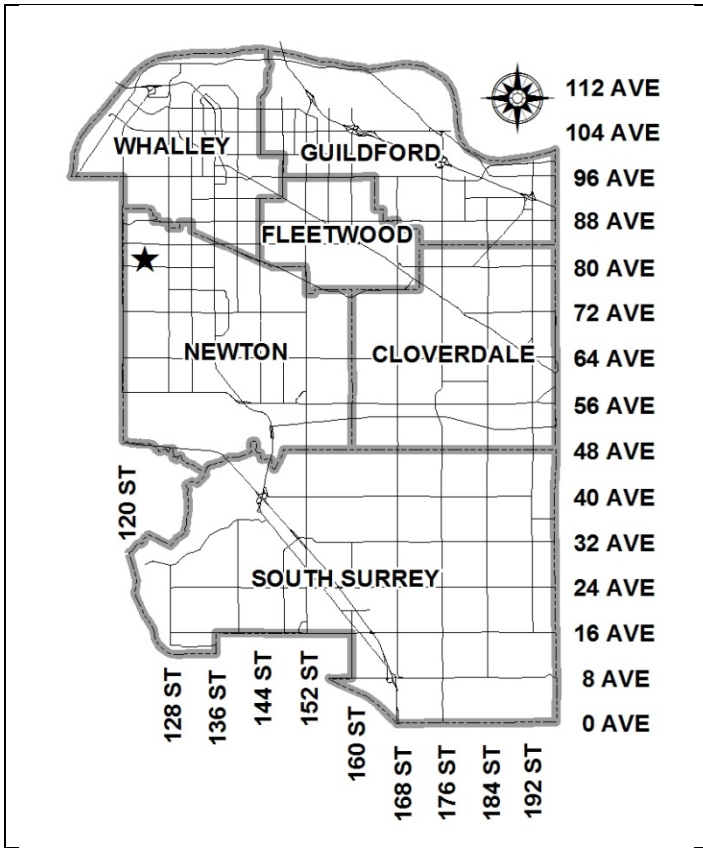 112 AVE
104 AVE
WHALLEY
GUILDFORD
96 AVE
88 AVE
FLEETWOOD
80 AVE
72 AVE
NEWTON
CLOVERDALE
64 AVE
56 AVE
48 AVE
120 ST
40 AVE
32 AVE
SOUTH SURREY
24 AVE
16 AVE
128 ST
136 ST
144 ST
152 ST
160 ST
8 AVE
0 AVE
168 ST
176 ST
184 ST
192 ST